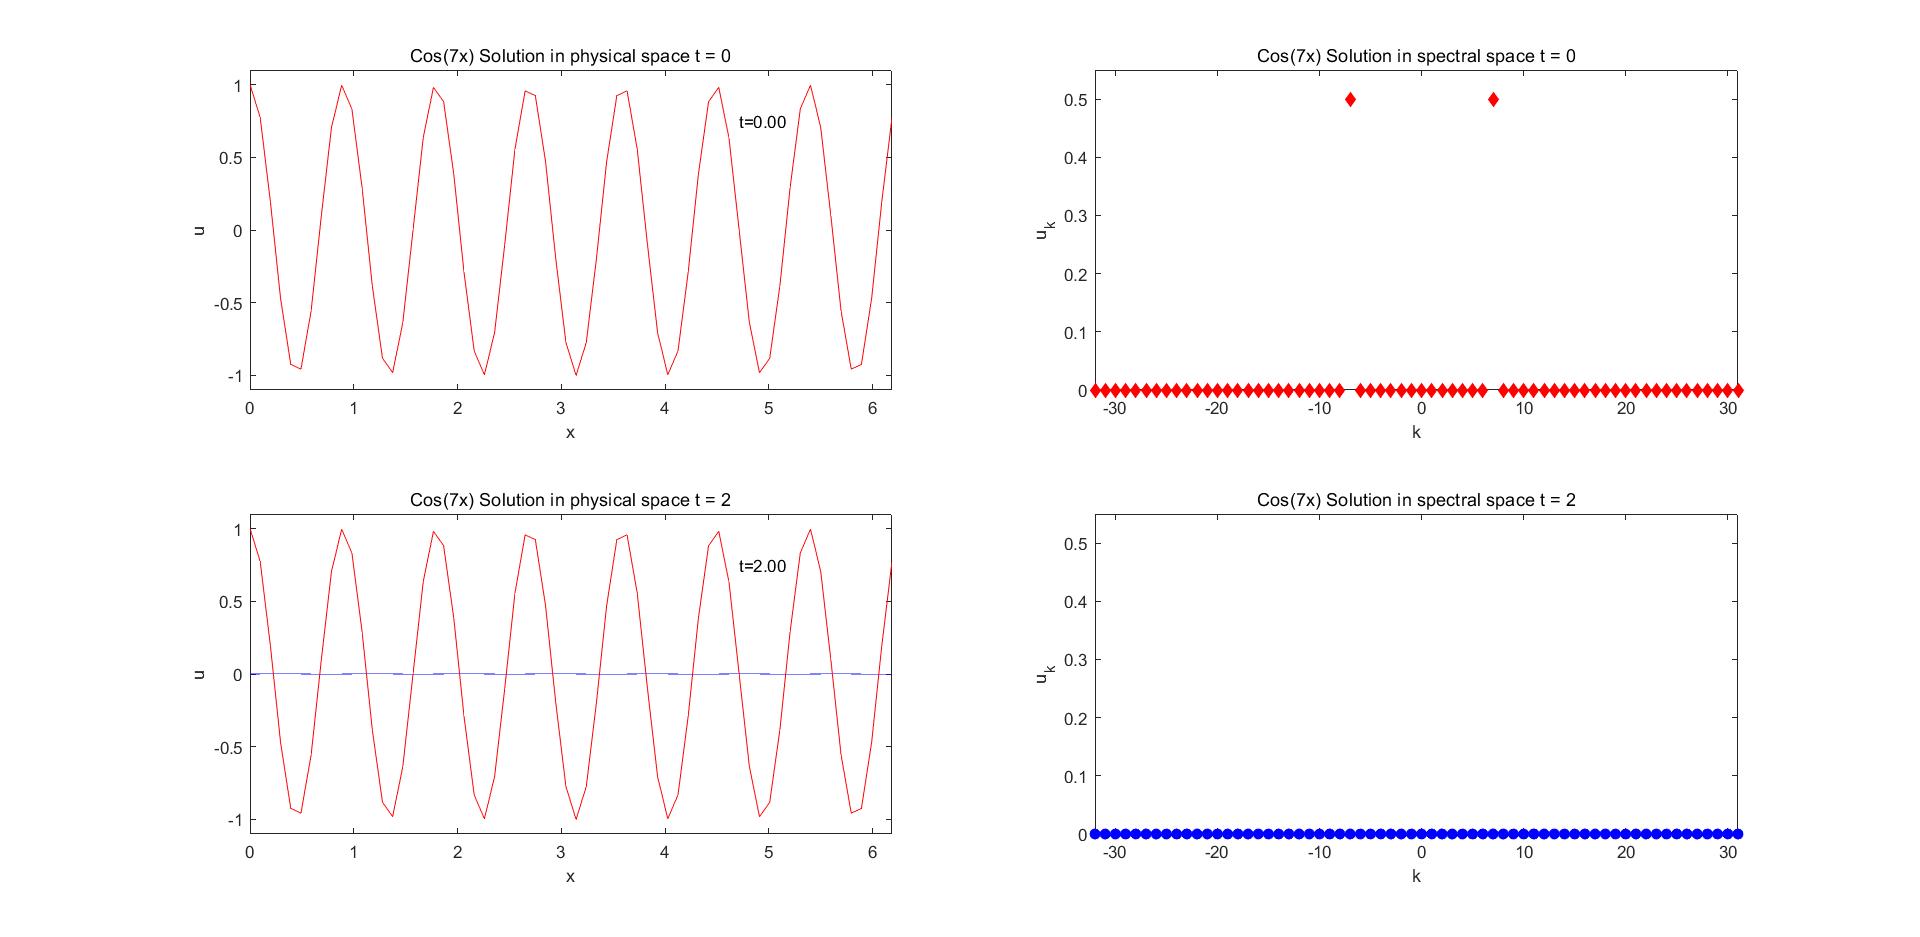 Cos(7x) Solution in physical space t = 0
1
0.5
0
-0.5
-1
u
t=0.00
0 1 2 3 4 5 6
x
Cos(7x) Solution in spectral space t = 0
0.5
0.4
0.3
0.2
0.1
0
u_k
-30 -20 -10 0 10 20 30
k
Cos(7x) Solution in physical space t = 2
1
0.5
0
-0.5
-1
u
t=2.00
0 1 2 3 4 5 6
x
Cos(7x) Solution in spectral space t = 2
0.5
0.4
0.3
0.2
0.1
0
u_k
-30 -20 -10 0 10 20 30
k